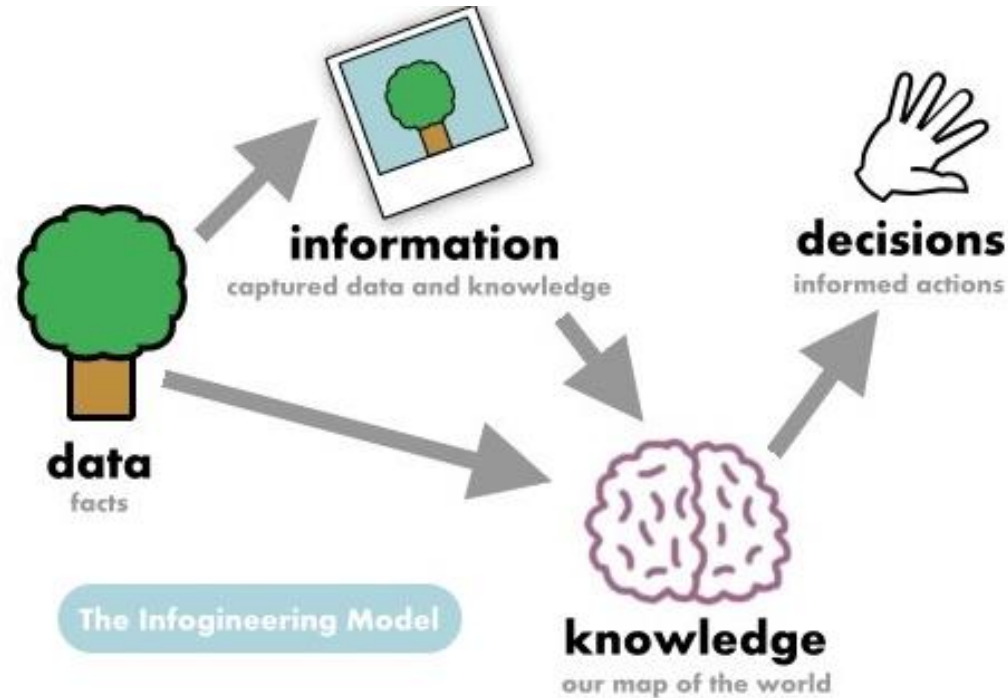 information
captured data and knowledge
decisions
informed actions
data
facts
The Infogineering Model
knowledge
our map of the world